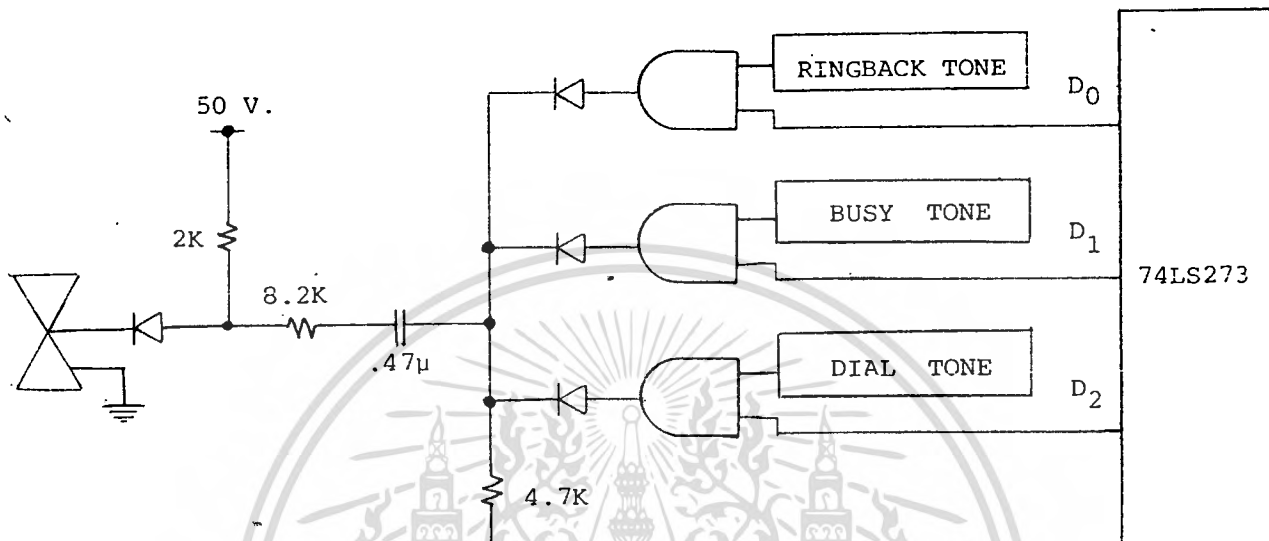 RINGBACK TONE
D0
50 V.
BUSY TONE
D1
2K
74LS273
8.2K
.47µ
DIAL TONE
D2
4.7K